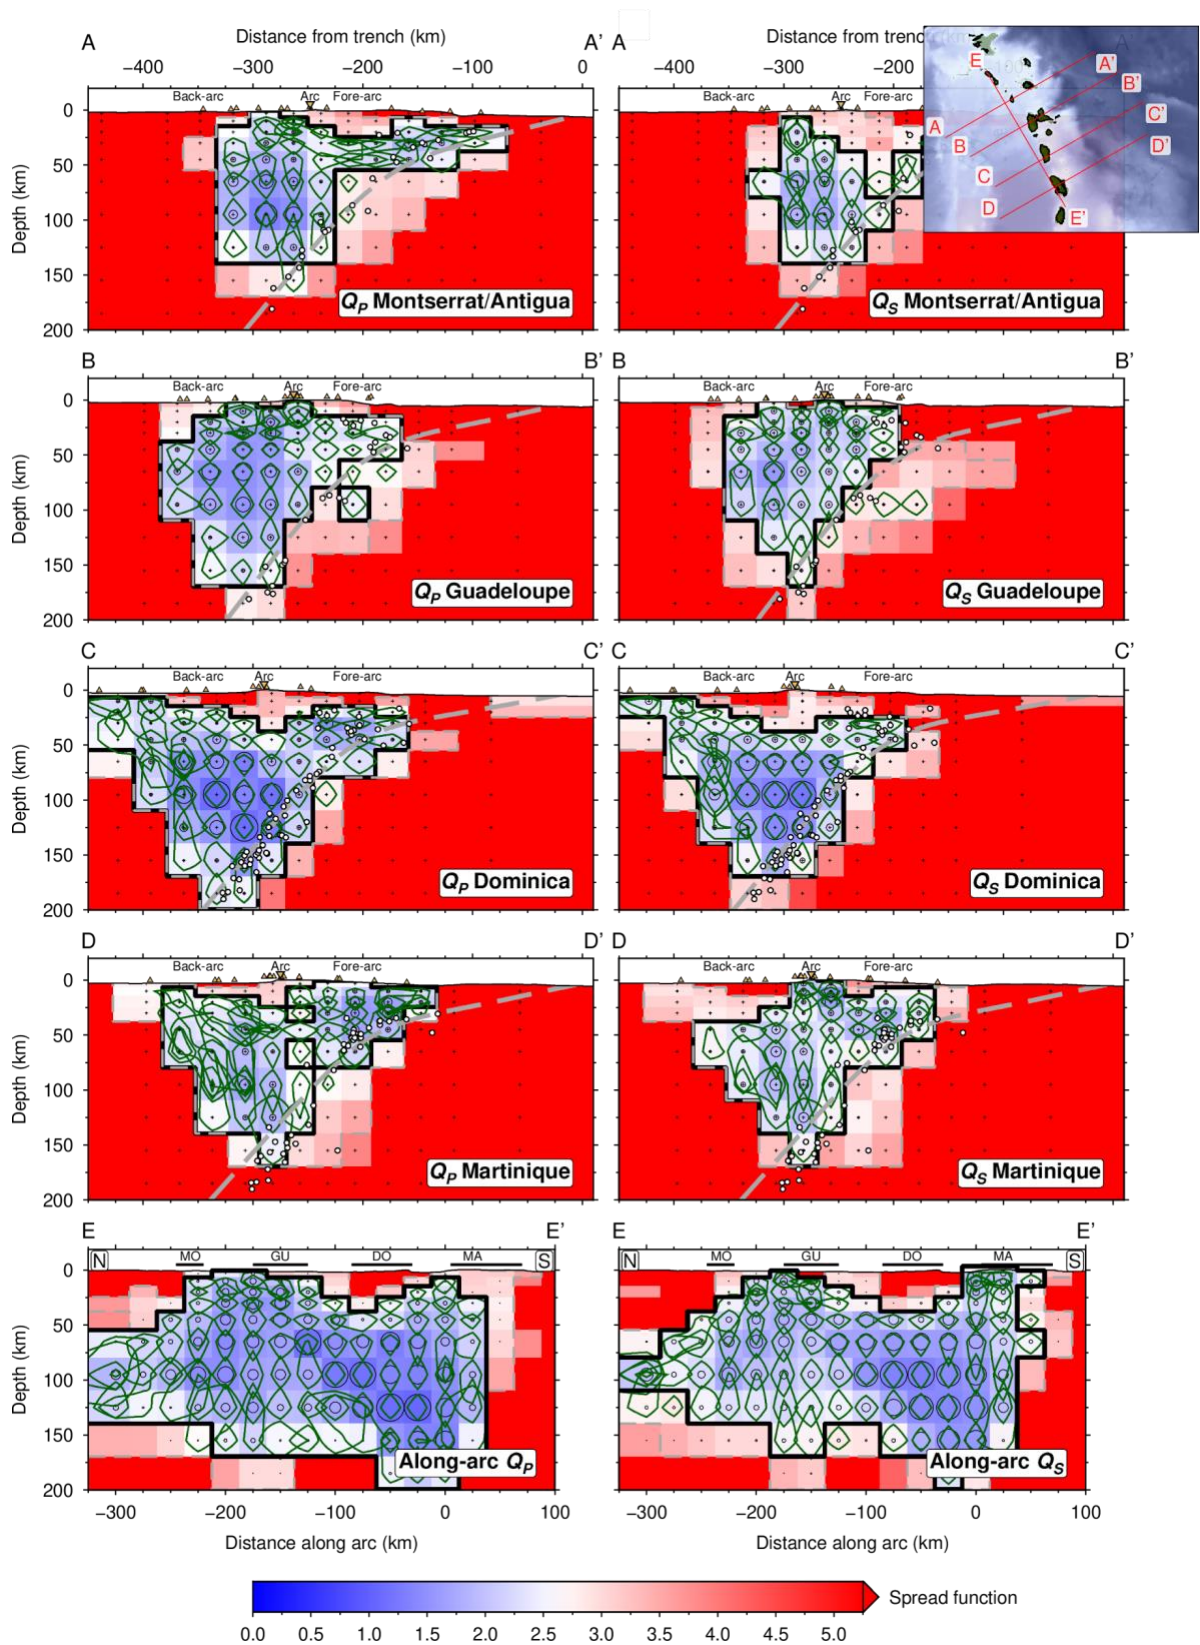 A Distance from trench (km) A' A Distance from trenc
−400 −300 −200 −100 0 −400 −300 −200
Back-arc Arc Fore-arc Back-arc Arc Fore-arc
E A' B' C' D' A B C D E'
Depth (km) 0 50 100 150 200
QP Montserrat/Antigua QS Montserrat/Antigua
B B' B B'
Back-arc Arc Fore-arc Back-arc Arc Fore-arc
Depth (km) 0 50 100 150 200
QP Guadeloupe QS Guadeloupe
C C' C C'
Back-arc Arc Fore-arc Back-arc Arc Fore-arc
Depth (km) 0 50 100 150 200
QP Dominica QS Dominica
D D' D D'
Back-arc Arc Fore-arc Back-arc Arc Fore-arc
Depth (km) 0 50 100 150 200
QP Martinique QS Martinique
E E' E E'
N MO GU DO MA S N MO GU DO MA S
Depth (km) 0 50 100 150 200
Along-arc QP Along-arc QS
−300 −200 −100 0 100 −300 −200 −100 0 100
Distance along arc (km) Distance along arc (km)
Spread function
0.0 0.5 1.0 1.5 2.0 2.5 3.0 3.5 4.0 4.5 5.0